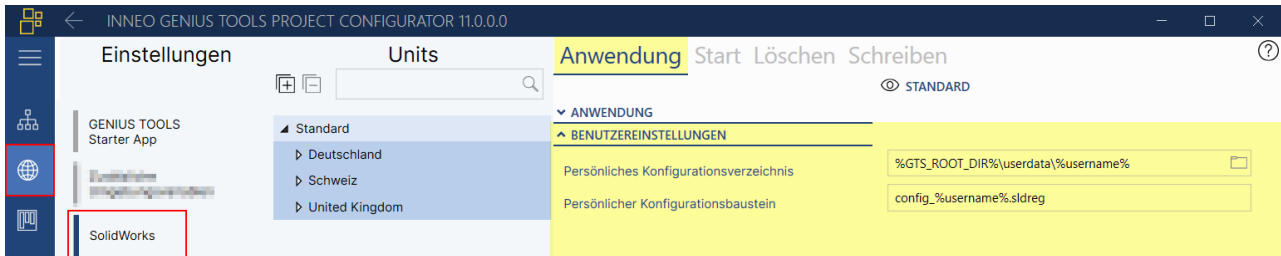 INNEO GENIUS TOOLS PROJECT CONFIGURATOR 11.0.0.0
Einstellungen
Units
Anwendung Start Löschen Schreiben
STANDARD
GENIUS TOOLS
Starter App
SolidWorks
Standard
Deutschland
Schweiz
United Kingdom
ANWENDUNG
BENUTZEREINSTELLUNGEN
Persönliches Konfigurationsverzeichnis
%GTS_ROOT_DIR%\userdata\%username%
Persönlicher Konfigurationsbaustein
config_%username%.sldreg